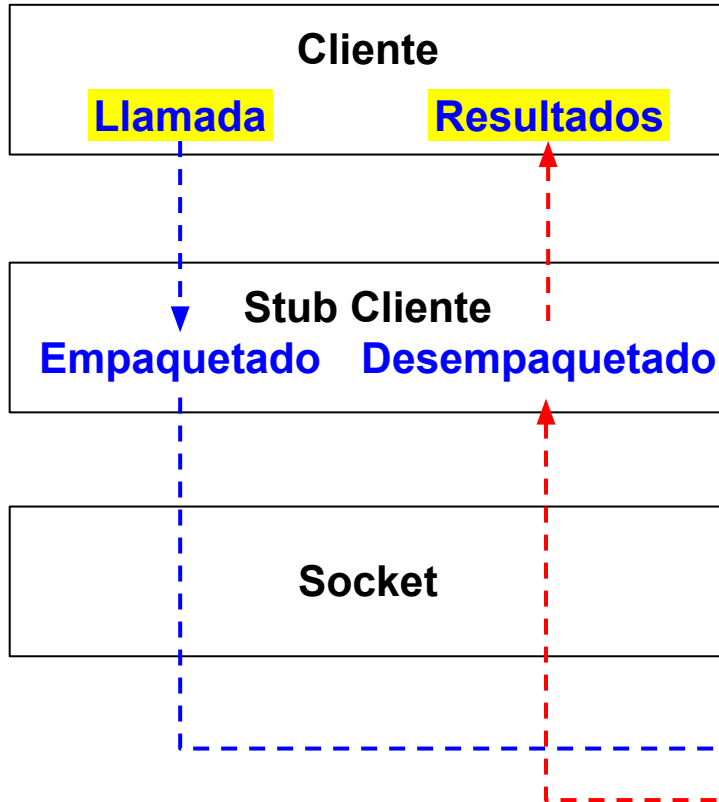 Cliente
Llamada Resultados
Stub Cliente
Empaquetado Desempaquetado
Socket